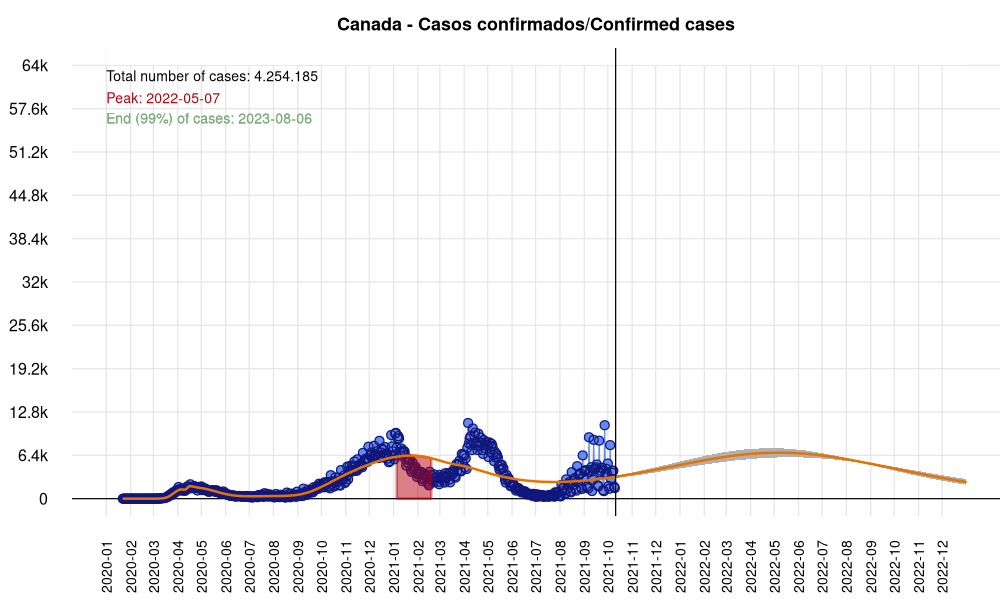 Canada - Casos confirmados/Confirmed cases
Total number of cases: 4.254.185
Peak: 2022-05-07
End (99%) of cases: 2023-08-06
64k
57.6k
51.2k
44.8k
38.4k
32k
25.6k
19.2k
12.8k
6.4k
0
2020-01
2020-02
2020-03
2020-04
2020-05
2020-06
2020-07
2020-08
2020-09
2020-10
2020-11
2020-12
2021-01
2021-02
2021-03
2021-04
2021-05
2021-06
2021-07
2021-08
2021-09
2021-10
2021-11
2021-12
2022-01
2022-02
2022-03
2022-04
2022-05
2022-06
2022-07
2022-08
2022-09
2022-10
2022-11
2022-12